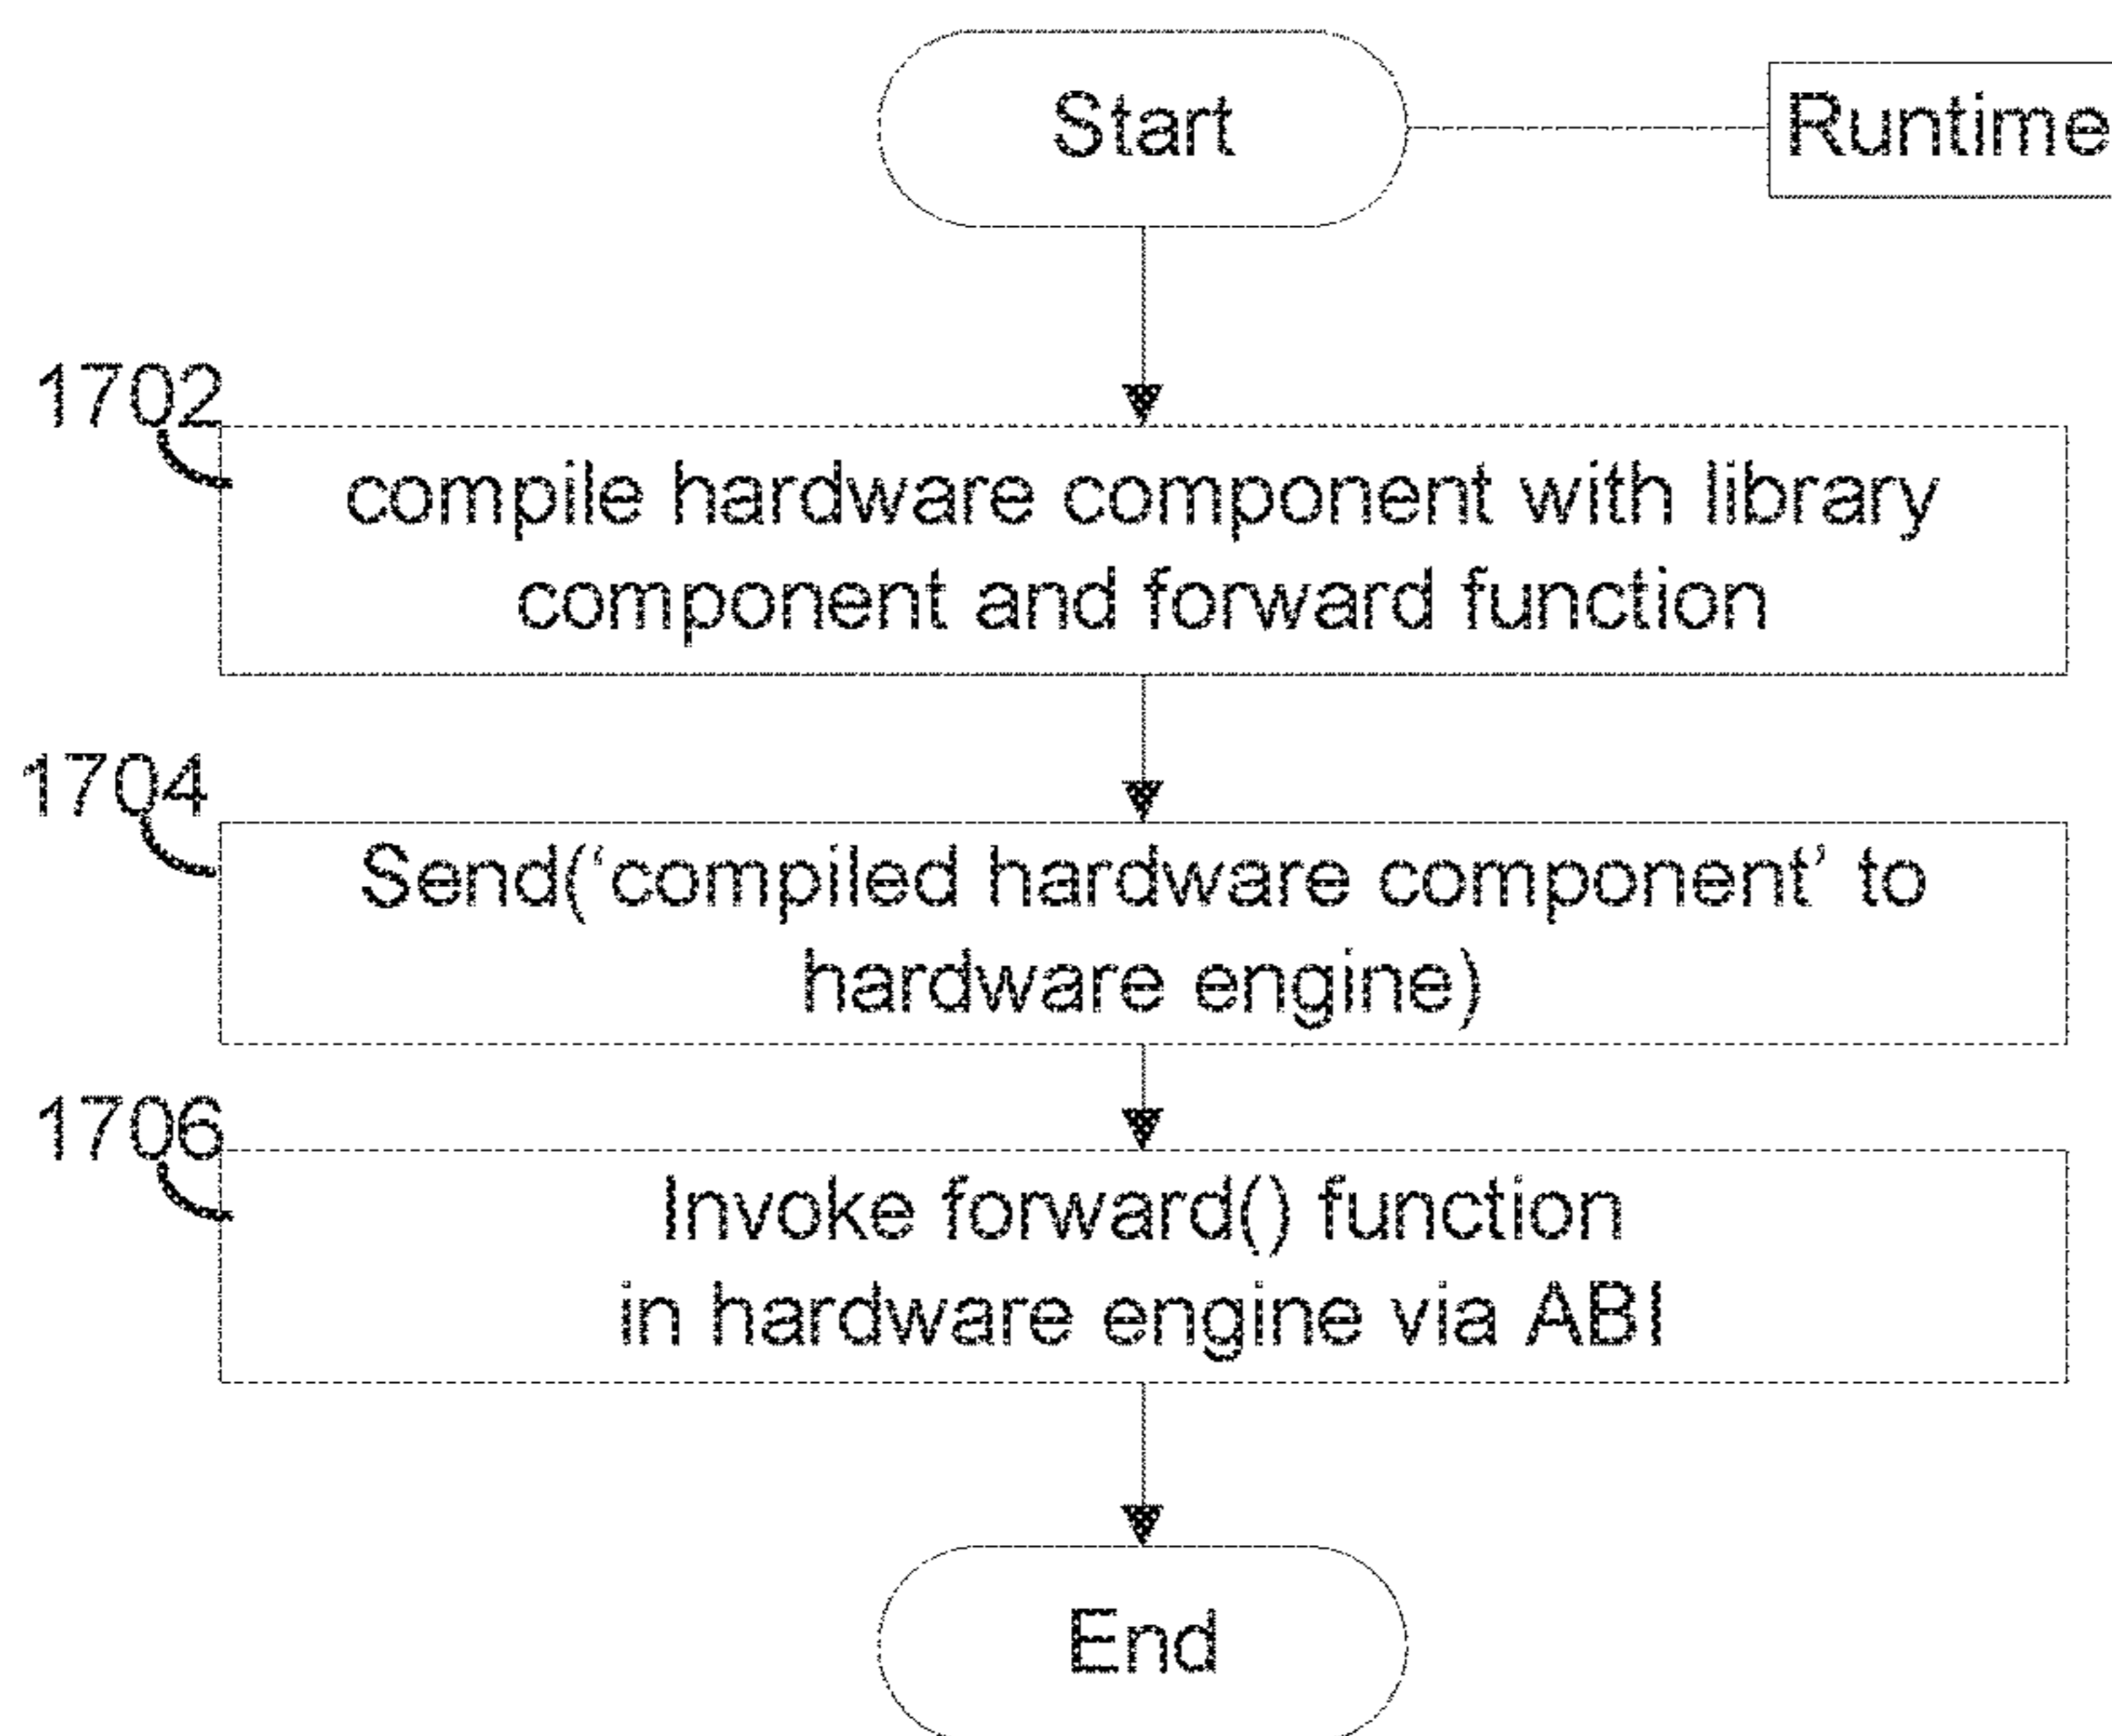 Start
Runtime
1702
compile hardware component with library
component and forward function
1704
Send(‘compiled hardware component’ to
hardware engine)
1706
Invoke forward() function
in hardware engine via ABI
End